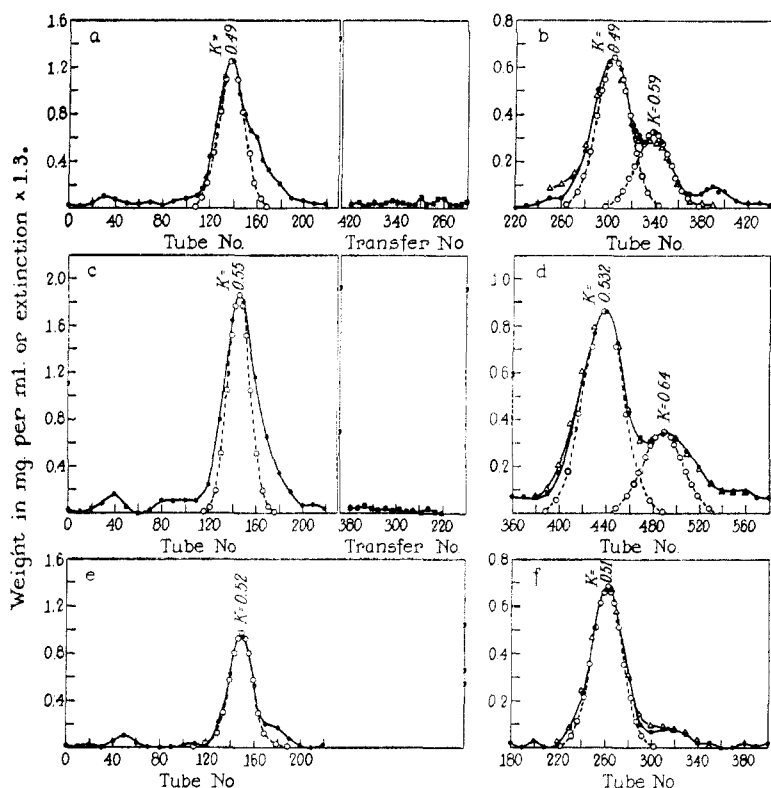 Weight in mg. per ml. or extinction x 1.3.
a
K=
0.49
1.6
1.2
0.8
0.4
0 40 80 120 160 200
Tube No.
420 340 260
Transfer No
b
K=
0.49
K=0.59
0.8
0.6
0.4
0.2
220 260 300 340 380 420
Tube No.
c
K=
0.55
2.0
1.6
1.2
0.8
0.4
0 40 80 120 160 200
Tube No
380 300 220
Transfer No.
d
K=
0.532
K=0.64
1.0
0.8
0.6
0.4
0.2
360 400 440 480 520 560
Tube No.
e
K=0.52
1.6
1.2
0.8
0.4
0 40 80 120 160 200
Tube No
f
K=
0.51
0.8
0.6
0.4
0.2
180 220 260 300 340 380
Tube No